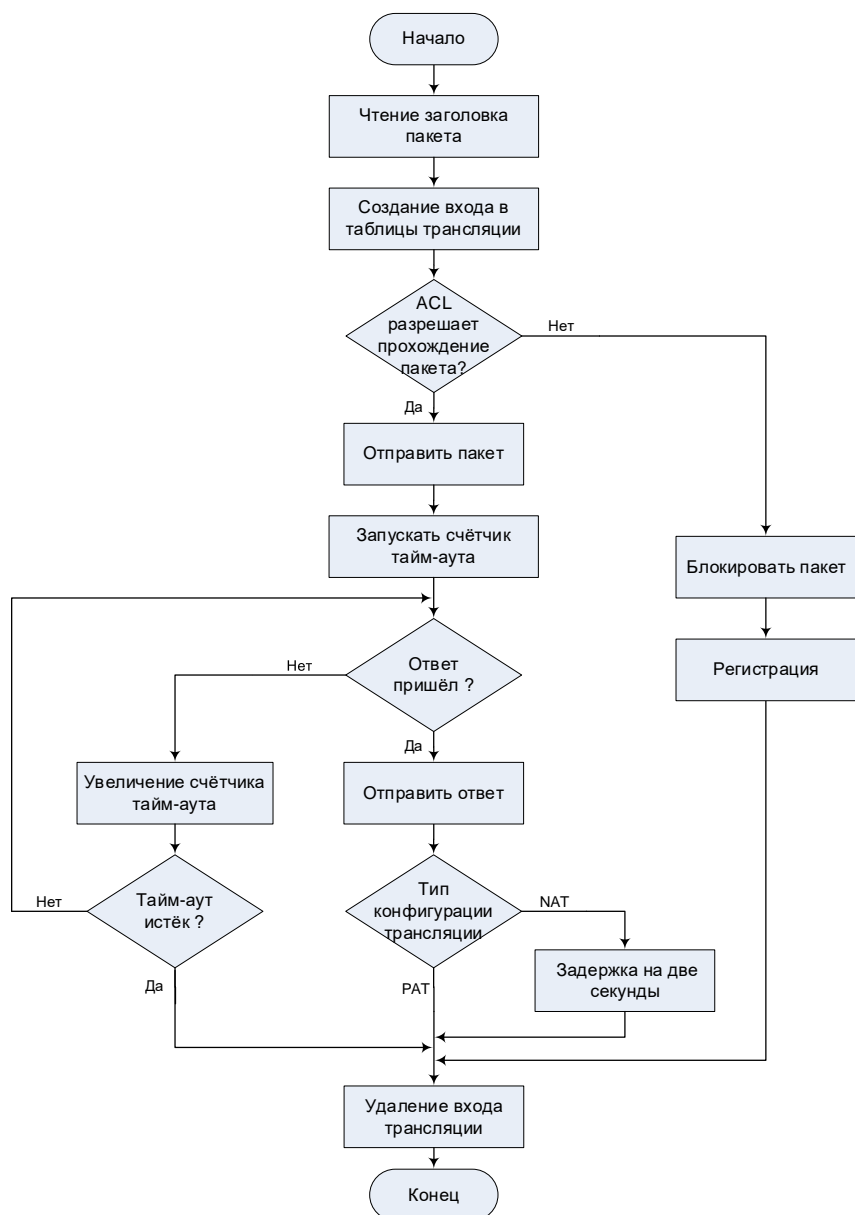 Начало
Чтение заголовка
пакета
Создание входа в
таблицы трансляции
ACL
разрешает
прохождение
пакета?
Нет
Да
Отправить пакет
Запускать счётчик
тайм-аута
Блокировать пакет
Регистрация
Ответ
пришёл ?
Нет
Да
Увеличение счётчика
тайм-аута
Отправить ответ
Тайм-аут
истёк ?
Нет
Да
Тип
конфигурации
трансляции
NAT
PAT
Задержка на две
секунды
Удаление входа
трансляции
Конец